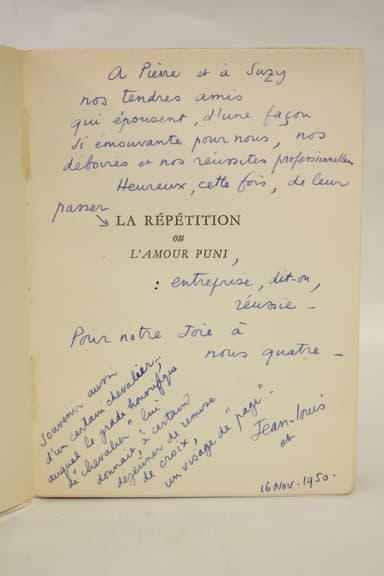 A Pierre et à Suzy
nos tendres amis
qui épousent, d'une façon
si émouvante pour nous, nos
déboires et nos réussites professionnelles
Heureux, cette fois, de leur
passer
LA RÉPÉTITION
ou
L'AMOUR PUNI,
: entreprise, dit-on,
réussie –
Pour notre Joie à
nous quatre –
Souvenir aussi
d'un certain chevalier...
auquel le grade honorifique
de "chevalier" lui
donnait, à certain
déjeuner de remise
de croix,
un visage de "page".
Jean-Louis
et
16 Nov. 1950.